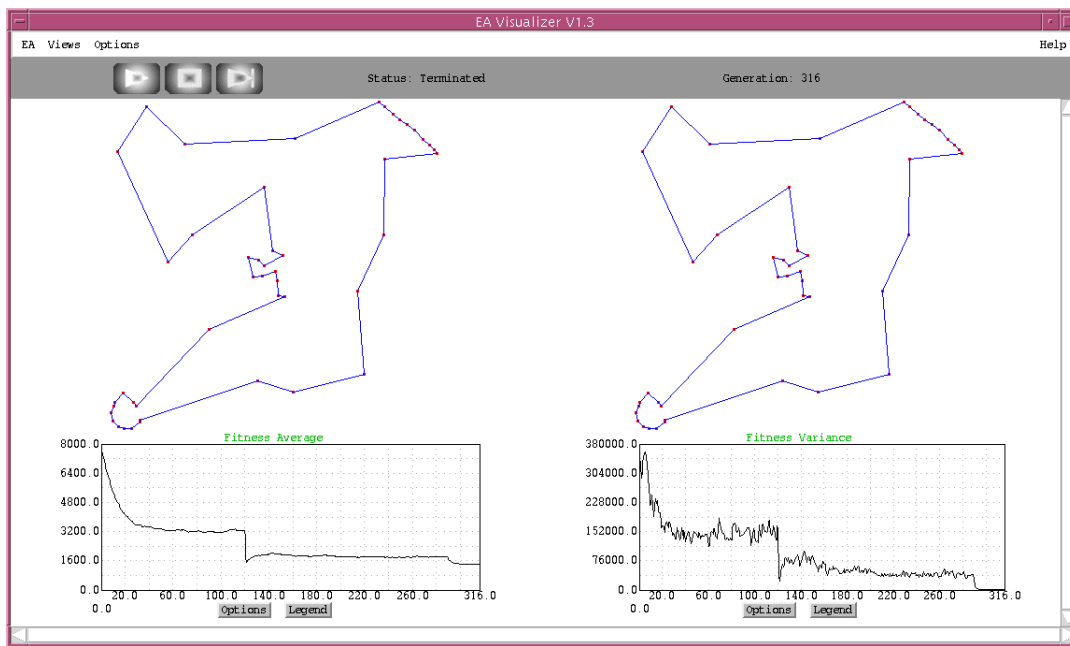 EA Visualizer V1.3
EA Views Options Help
Status: Terminated Generation: 316
Fitness Average
8000.0
6400.0
4800.0
3200.0
1600.0
0.0
20.0 60.0 100.0 140.0 180.0 220.0 260.0 316.0
0.0
Options Legend
Fitness Variance
380000.0
304000.0
228000.0
152000.0
76000.0
0.0
20.0 60.0 100.0 140.0 180.0 220.0 260.0 316.0
0.0
Options Legend